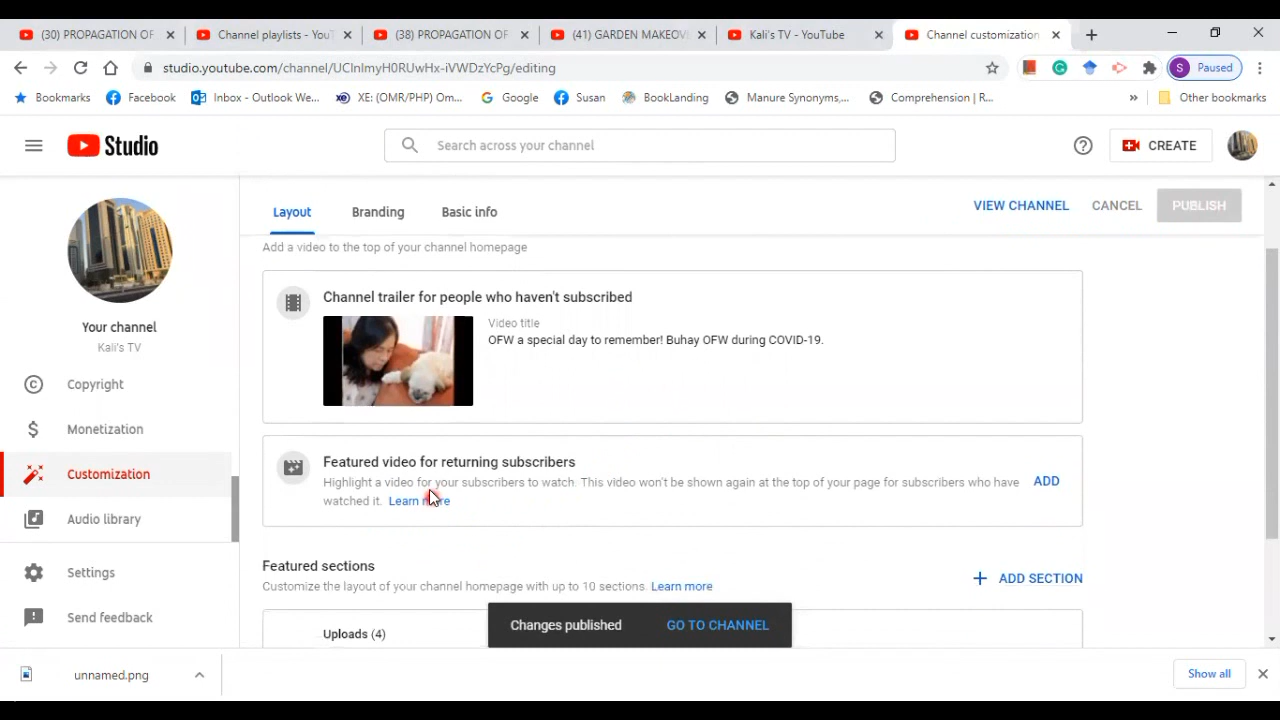 (30) PROPAGATION OF
Channel playlists - YouT
(38) PROPAGATION OF
(41) GARDEN MAKEOVE
Kali's TV - YouTube
Channel customization
studio.youtube.com/channel/UClnlmyH0RUwHx-iVWDzYcPg/editing
S Paused
Bookmarks
Facebook
Inbox - Outlook We...
XE: (OMR/PHP) Om...
Google
Susan
BookLanding
Manure Synonyms,...
Comprehension | R...
»
Other bookmarks
Studio
Search across your channel
CREATE
Layout
Branding
Basic info
VIEW CHANNEL
CANCEL
PUBLISH
Your channel
Kali's TV
Copyright
Monetization
Customization
Audio library
Settings
Send feedback
Add a video to the top of your channel homepage
Channel trailer for people who haven't subscribed
Video title
OFW a special day to remember! Buhay OFW during COVID-19.
Featured video for returning subscribers
Highlight a video for your subscribers to watch. This video won't be shown again at the top of your page for subscribers who have
watched it. Learn more
ADD
Featured sections
Customize the layout of your channel homepage with up to 10 sections. Learn more
+ ADD SECTION
Uploads (4)
Changes published
GO TO CHANNEL
unnamed.png
Show all